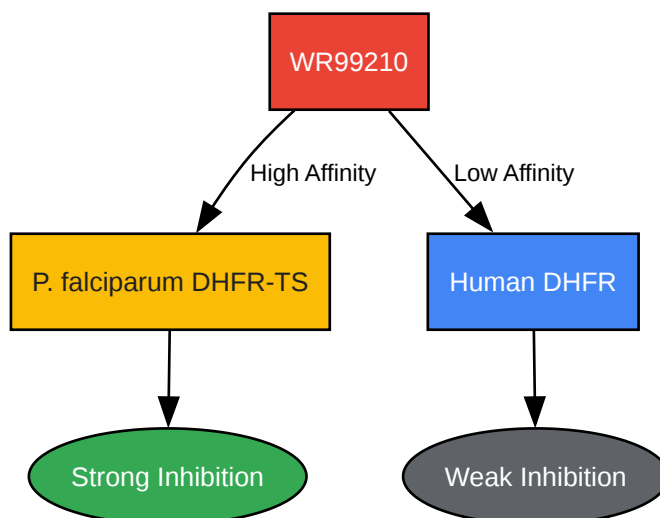 WR99210
High Affinity
Low Affinity
P. falciparum DHFR-TS
Human DHFR
Strong Inhibition
Weak Inhibition